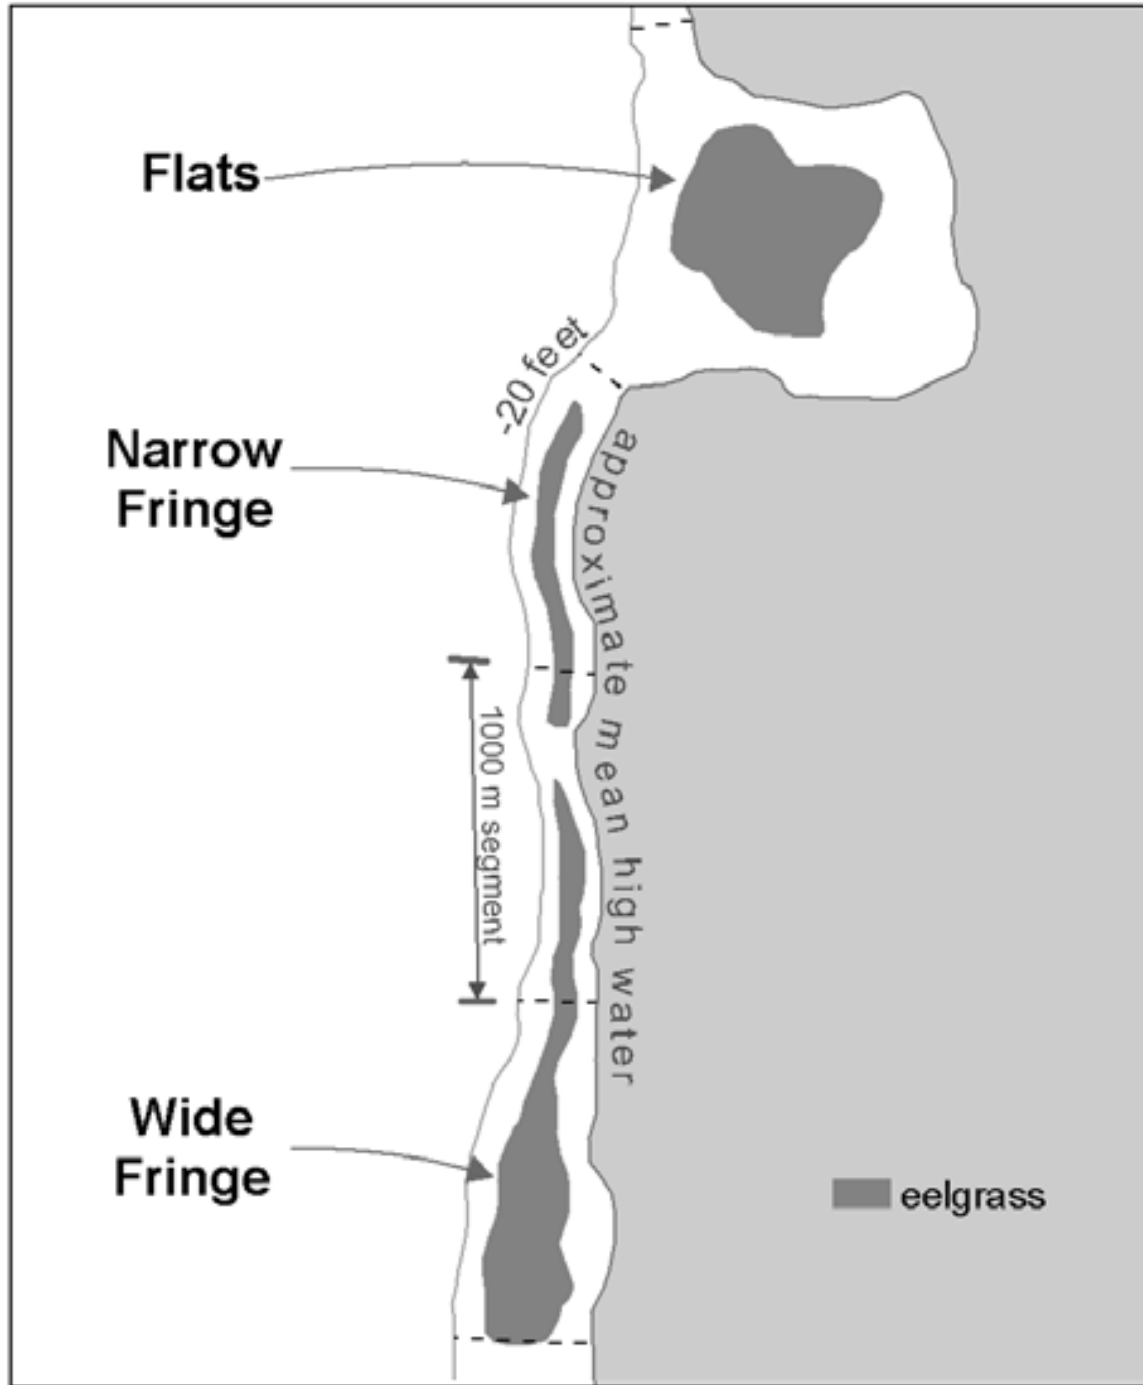 Flats
-20 feet
Narrow
Fringe
approximate mean high water
1000 m segment
Wide
Fringe
eelgrass